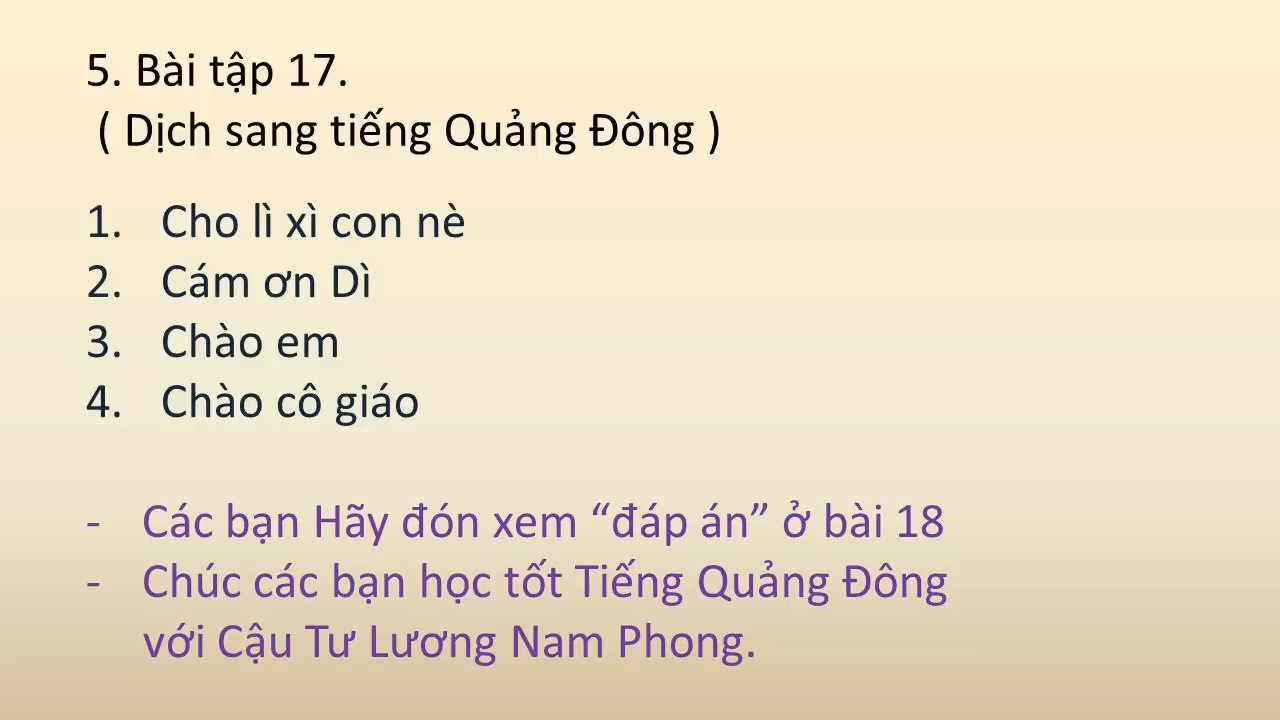 5. Bài tập 17.
( Dịch sang tiếng Quảng Đông )
1. Cho lì xì con nè
2. Cám ơn Dì
3. Chào em
4. Chào cô giáo
- Các bạn Hãy đón xem “đáp án” ở bài 18
- Chúc các bạn học tốt Tiếng Quảng Đông
với Cậu Tư Lương Nam Phong.